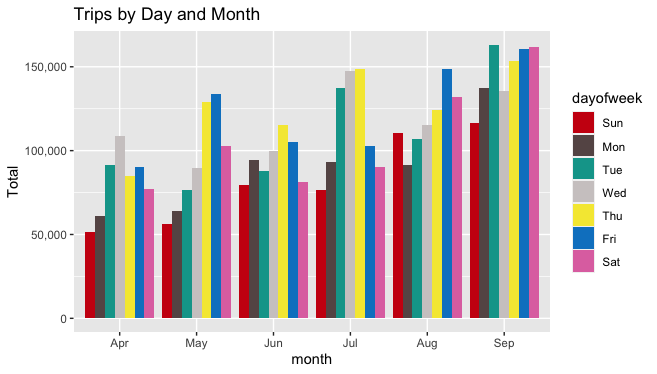 Trips by Day and Month
Total
150,000
100,000
50,000
0
Apr May Jun Jul Aug Sep
month
dayofweek
Sun
Mon
Tue
Wed
Thu
Fri
Sat